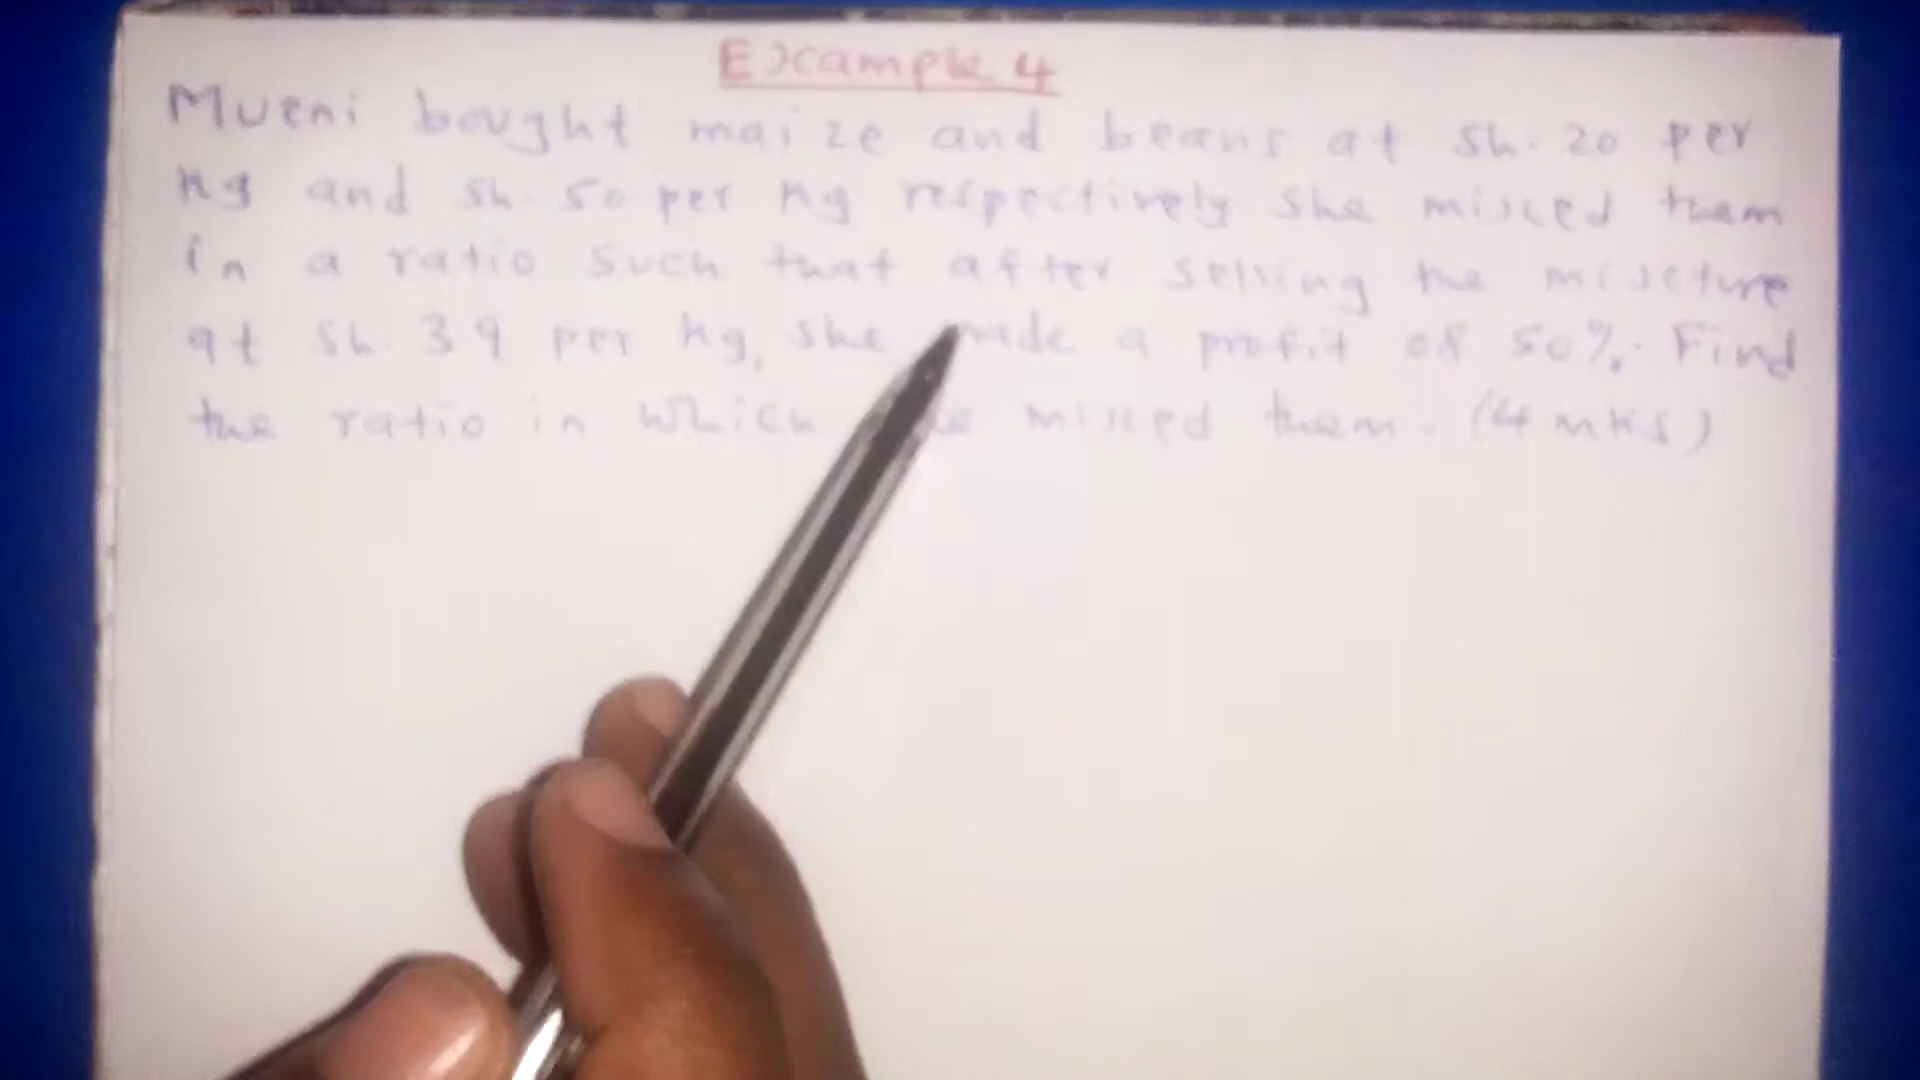 Example 4
Mueni bought maize and beans at sh. 20 per
kg and sh. 50 per kg respectively she mixed them
in a ratio such that after selling the mixture
at sh. 39 per kg, she made a profit of 50%. Find
the ratio in which mixed them. (4 mks)